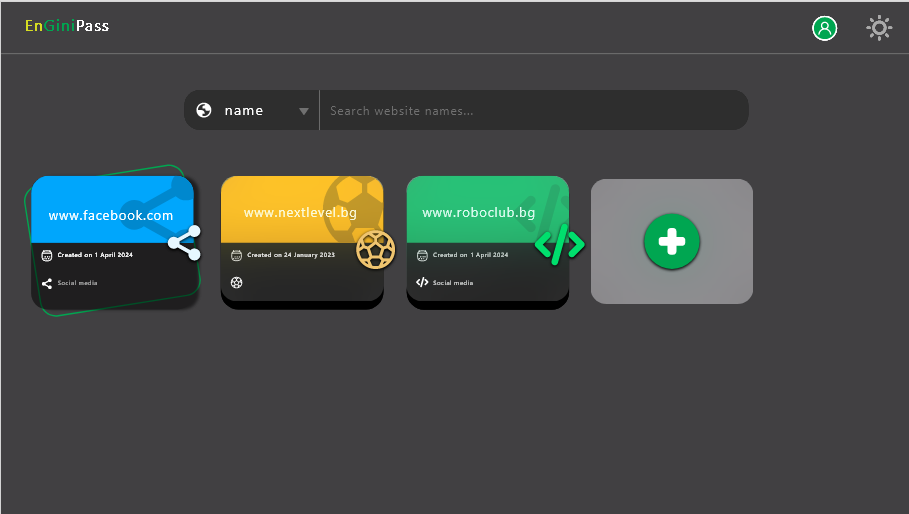 EnGiniPass
name
Search website names...
www.facebook.com
Created on 1 April 2024
Social media
www.nextlevel.bg
Created on 24 January 2023
www.roboclub.bg
Created on 1 April 2024
Social media